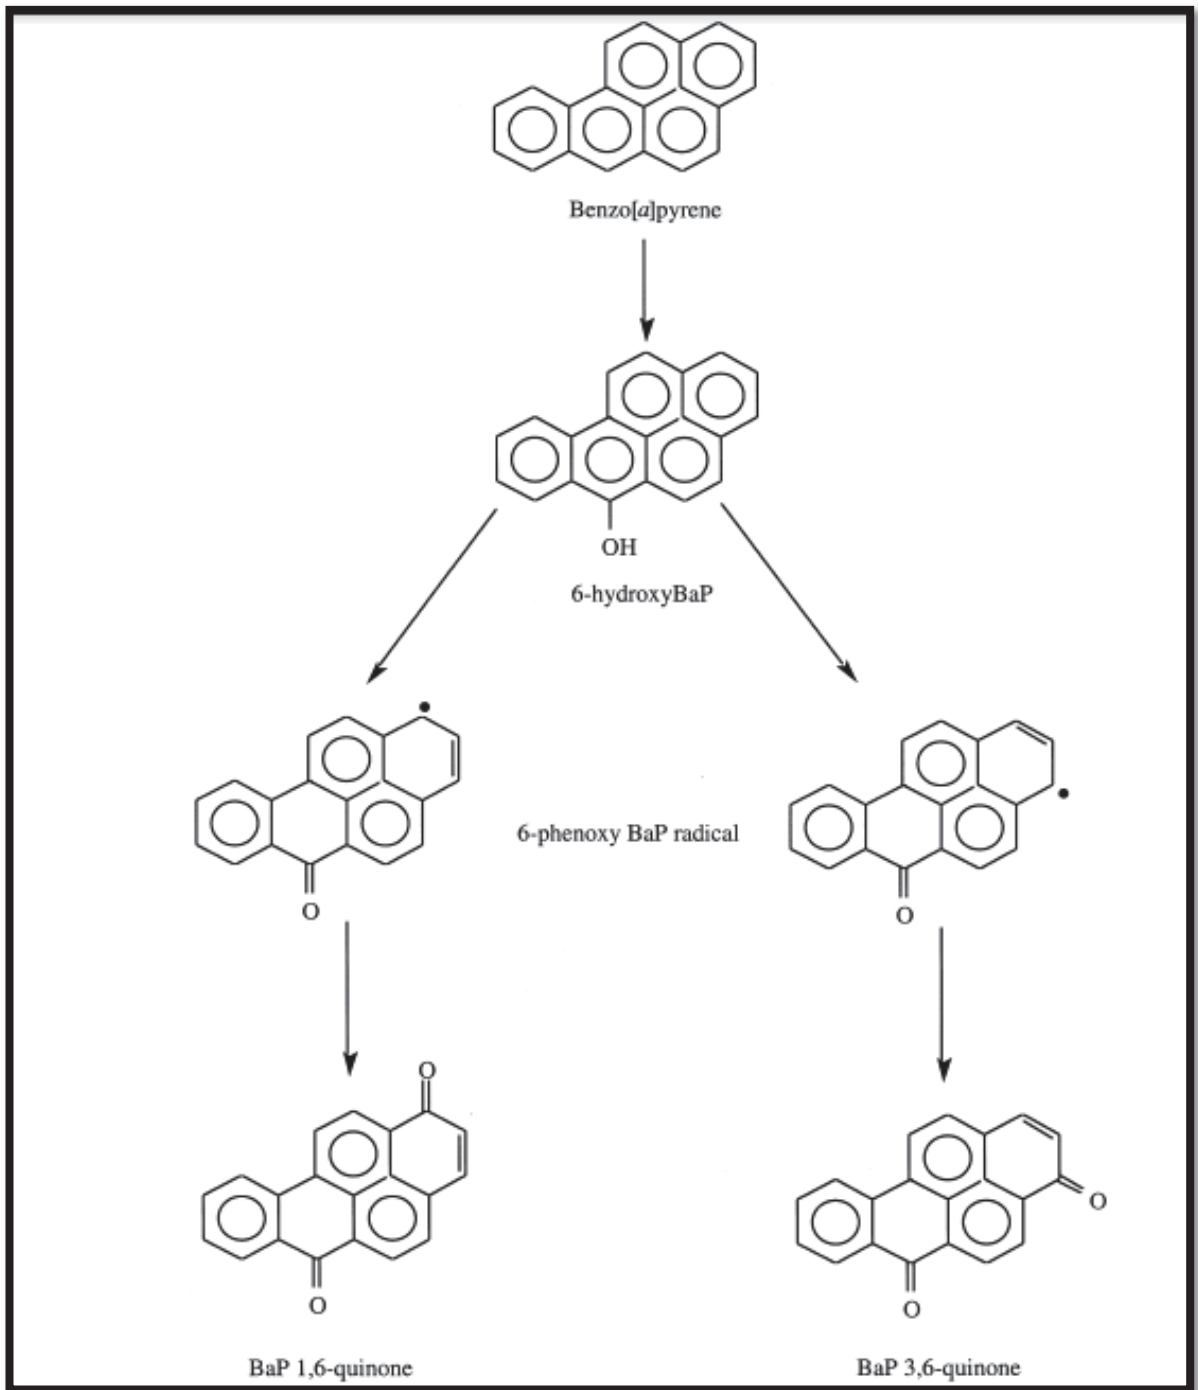 Benzo[a]pyrene
OH
6-hydroxyBaP
6-phenoxy BaP radical
O
O
O
O
O
O
BaP 1,6-quinone
BaP 3,6-quinone